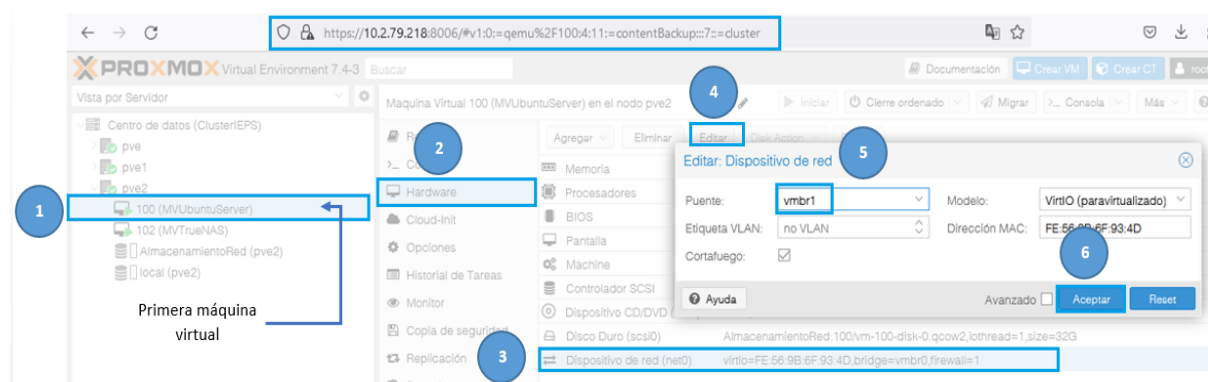 https://10.2.79.218:8006/#v1:0:=qemu%2F100:4:11:=contentBackup:::7::=cluster
PROXMOX Virtual Environment 7.4-3 Buscar
Documentación Crear VM Crear CT
Vista por Servidor
Maquina Virtual 100 (MVUbuntuServer) en el nodo pve2
4
Iniciar Cierre ordenado Migrar >_ Consola Más
Centro de datos (ClusterIEPS)
pve
pve1
pve2
1
100 (MVUbuntuServer)
102 (MVTrueNAS)
AlmacenamientoRed (pve2)
local (pve2)
Primera máquina
virtual
2
Hardware
Cloud-Init
Opciones
Historial de Tareas
Monitor
Copia de seguridad
Replicación
3
Agregar Eliminar Editar Disk Action
Memoria
Procesadores
BIOS
Pantalla
Machine
Controlador SCSI
Dispositivo CD/DVD
Disco Duro (scsi0) AlmacenamientoRed:100/vm-100-disk-0.qcow2,iothread=1,size=32G
Dispositivo de red (net0) virtio=FE:56:9B:6F:93:4D,bridge=vmbr0,firewall=1
Editar: Dispositivo de red
5
Puente: vmbr1 Modelo: VirtIO (paravirtualizado)
Etiqueta VLAN: no VLAN Dirección MAC: FE:56:9B:6F:93:4D
Cortafuego:
6
Ayuda Avanzado Aceptar Reset